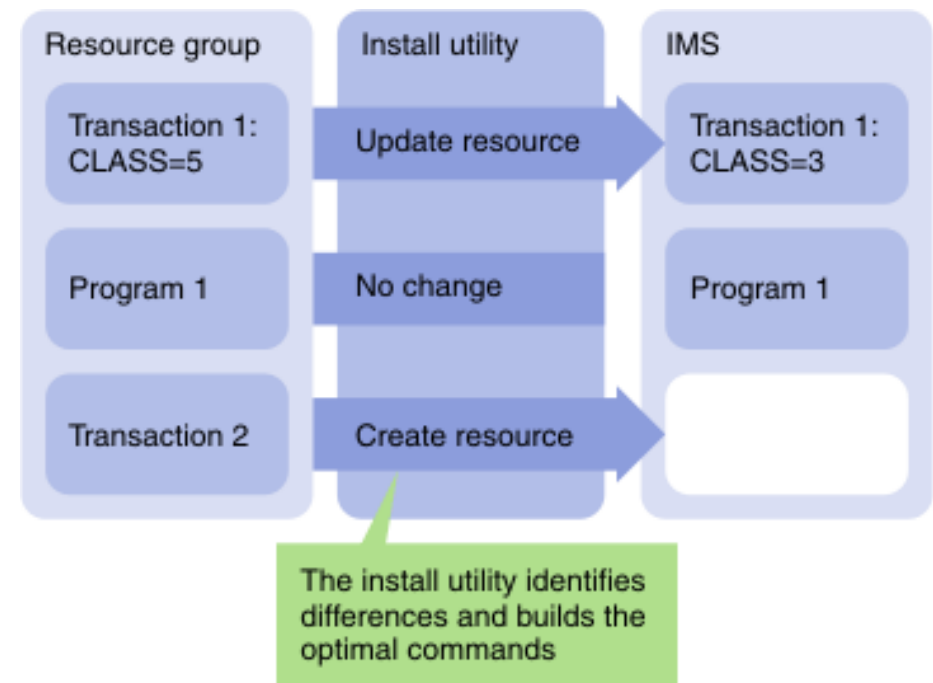 Resource group
Install utility
IMS
Transaction 1:
CLASS=5
Update resource
Transaction 1:
CLASS=3
Program 1
No change
Program 1
Transaction 2
Create resource
The install utility identifies
differences and builds the
optimal commands